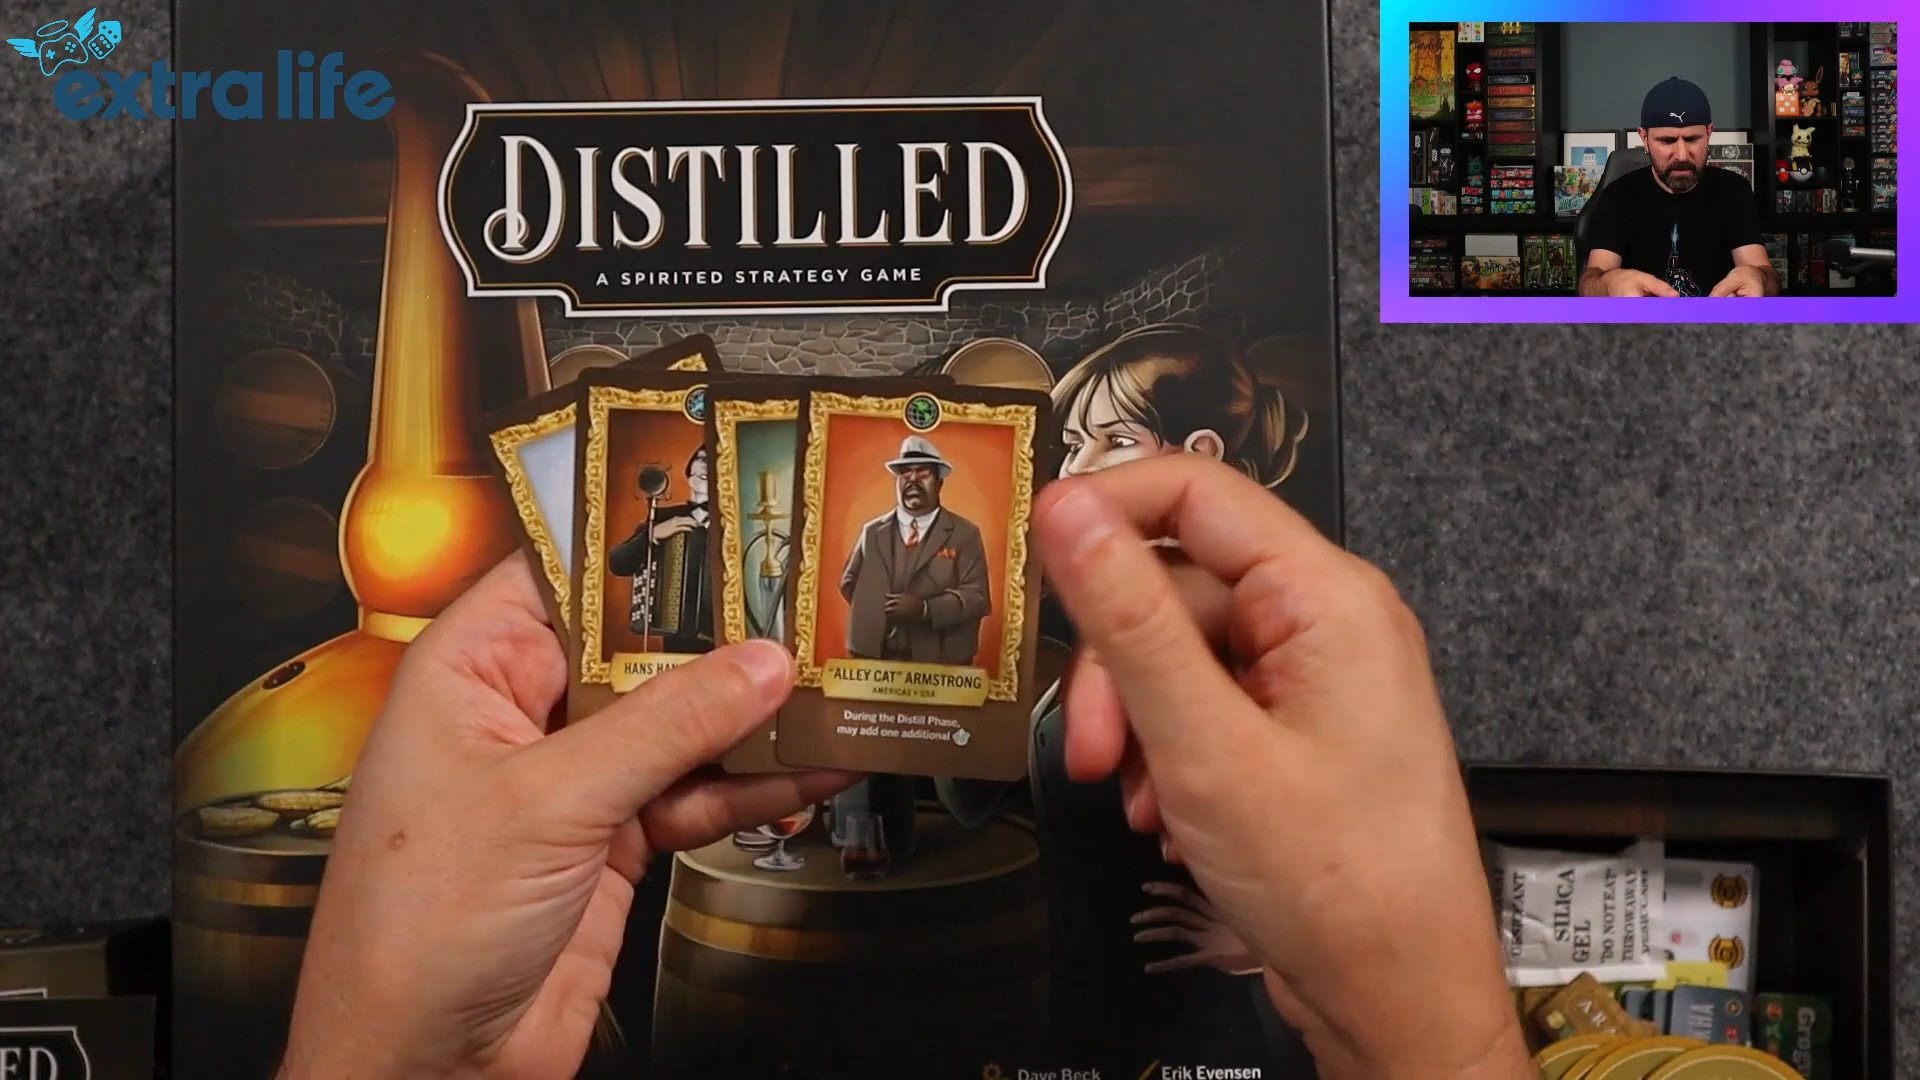 extra life
DISTILLED
A SPIRITED STRATEGY GAME
HANS
"ALLEY CAT" ARMSTRONG
AMERICAS • USA
During the Distill Phase,
may add one additional
SILICA
GEL
"DO NOT EAT"
THROW AWAY
Dave Beck
Erik Evensen